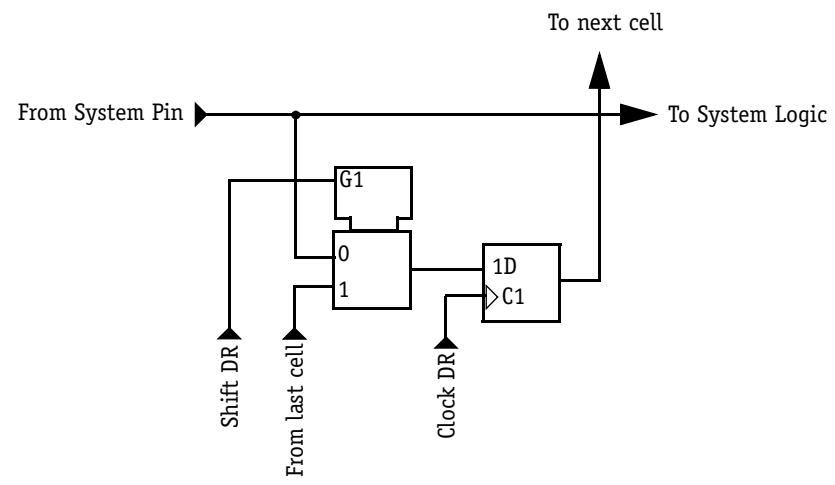 To next cell
From System Pin
To System Logic
G1
0
1
1D
C1
Shift DR
From last cell
Clock DR